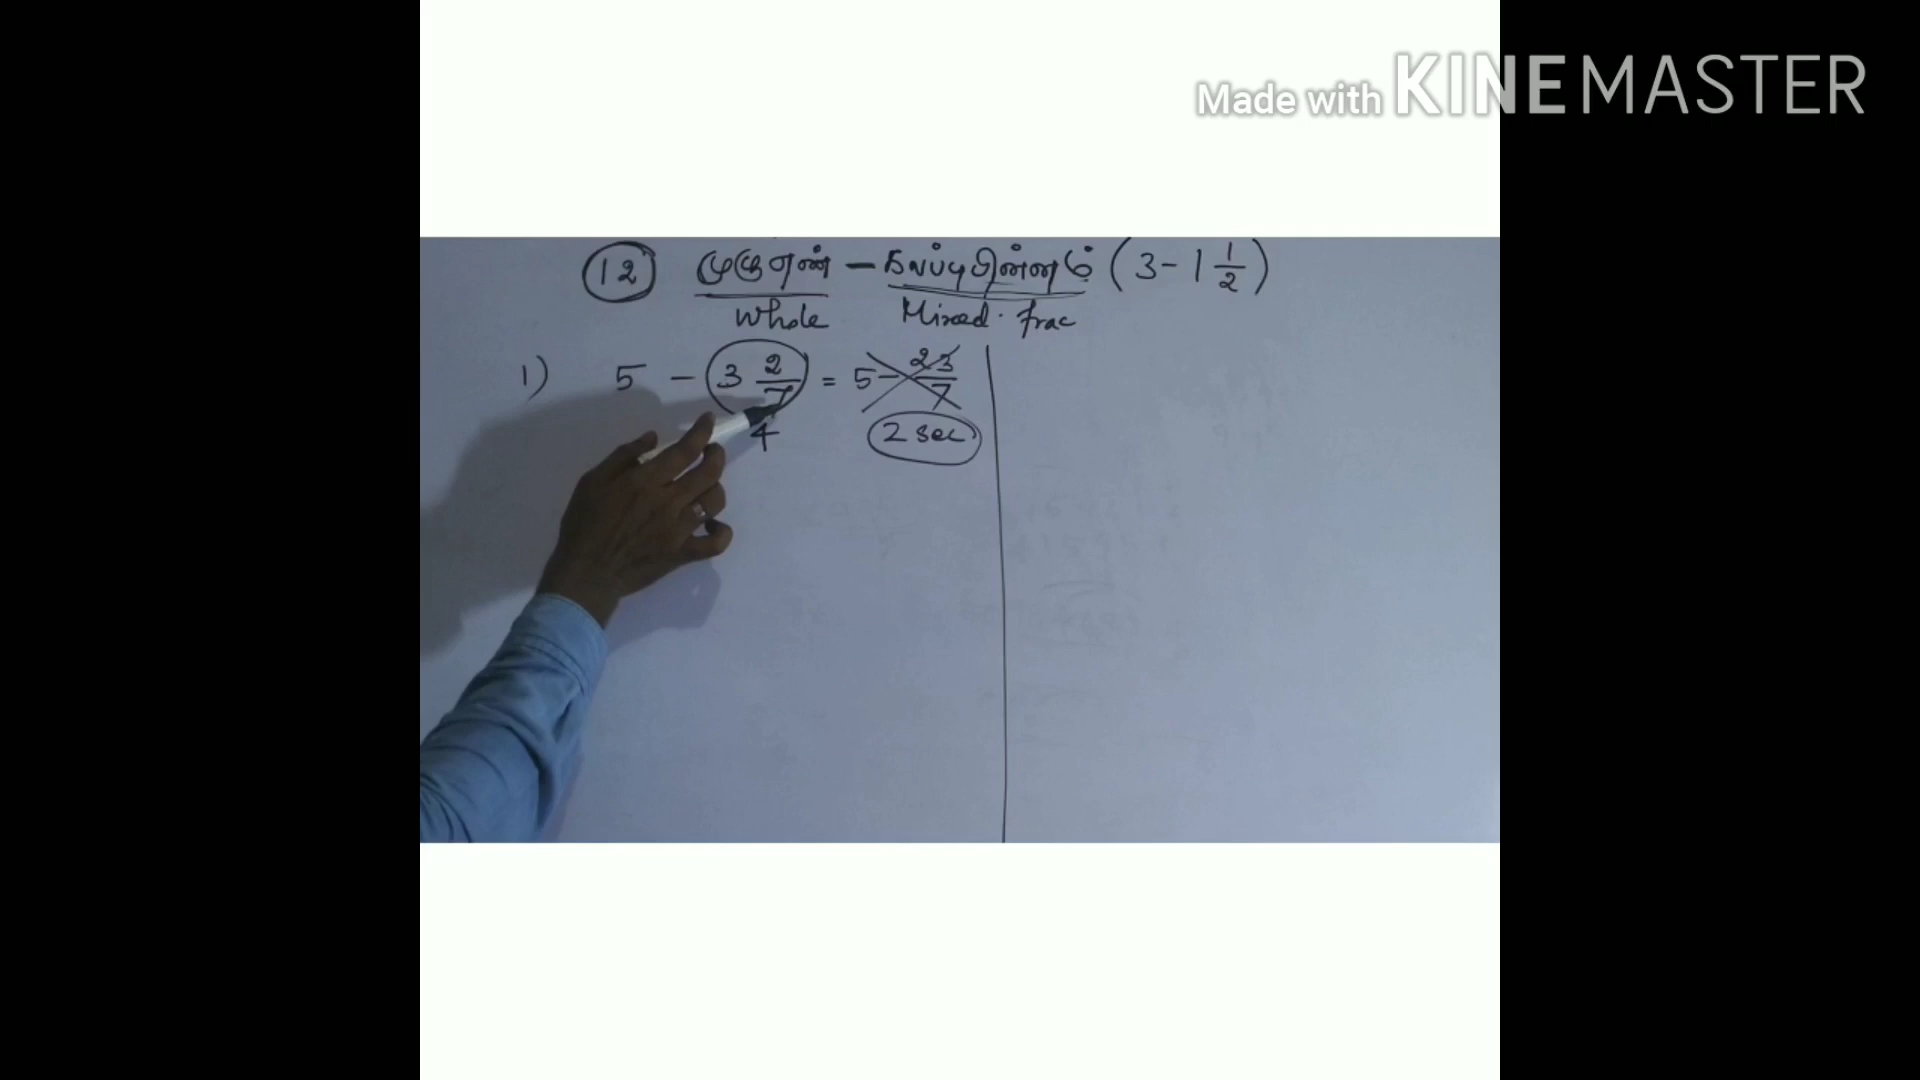 Made with KINEMASTER
12 முழுஎண் – கலப்புபின்னம் (3 - 1 1/2)
Whole Mixed. frac
1) 5 - 3 2/7 = 5 - 23/7
4 2 sec